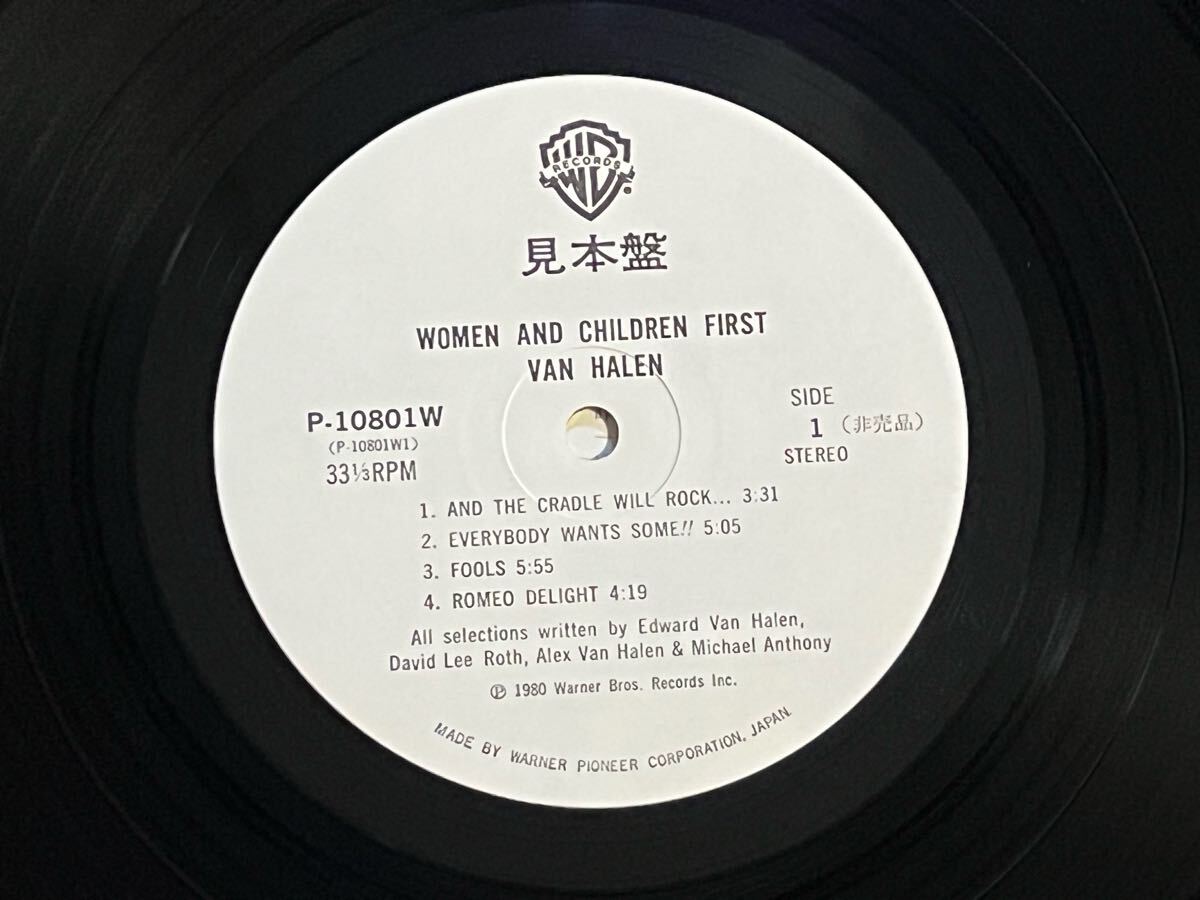 WB
RECORDS
®
見本盤
WOMEN AND CHILDREN FIRST
VAN HALEN
P-10801W
(P-10801W1)
33⅓RPM
SIDE
1 (非売品)
STEREO
1. AND THE CRADLE WILL ROCK... 3:31
2. EVERYBODY WANTS SOME!! 5:05
3. FOOLS 5:55
4. ROMEO DELIGHT 4:19
All selections written by Edward Van Halen,
David Lee Roth, Alex Van Halen & Michael Anthony
℗ 1980 Warner Bros. Records Inc.
MADE BY WARNER PIONEER CORPORATION, JAPAN.